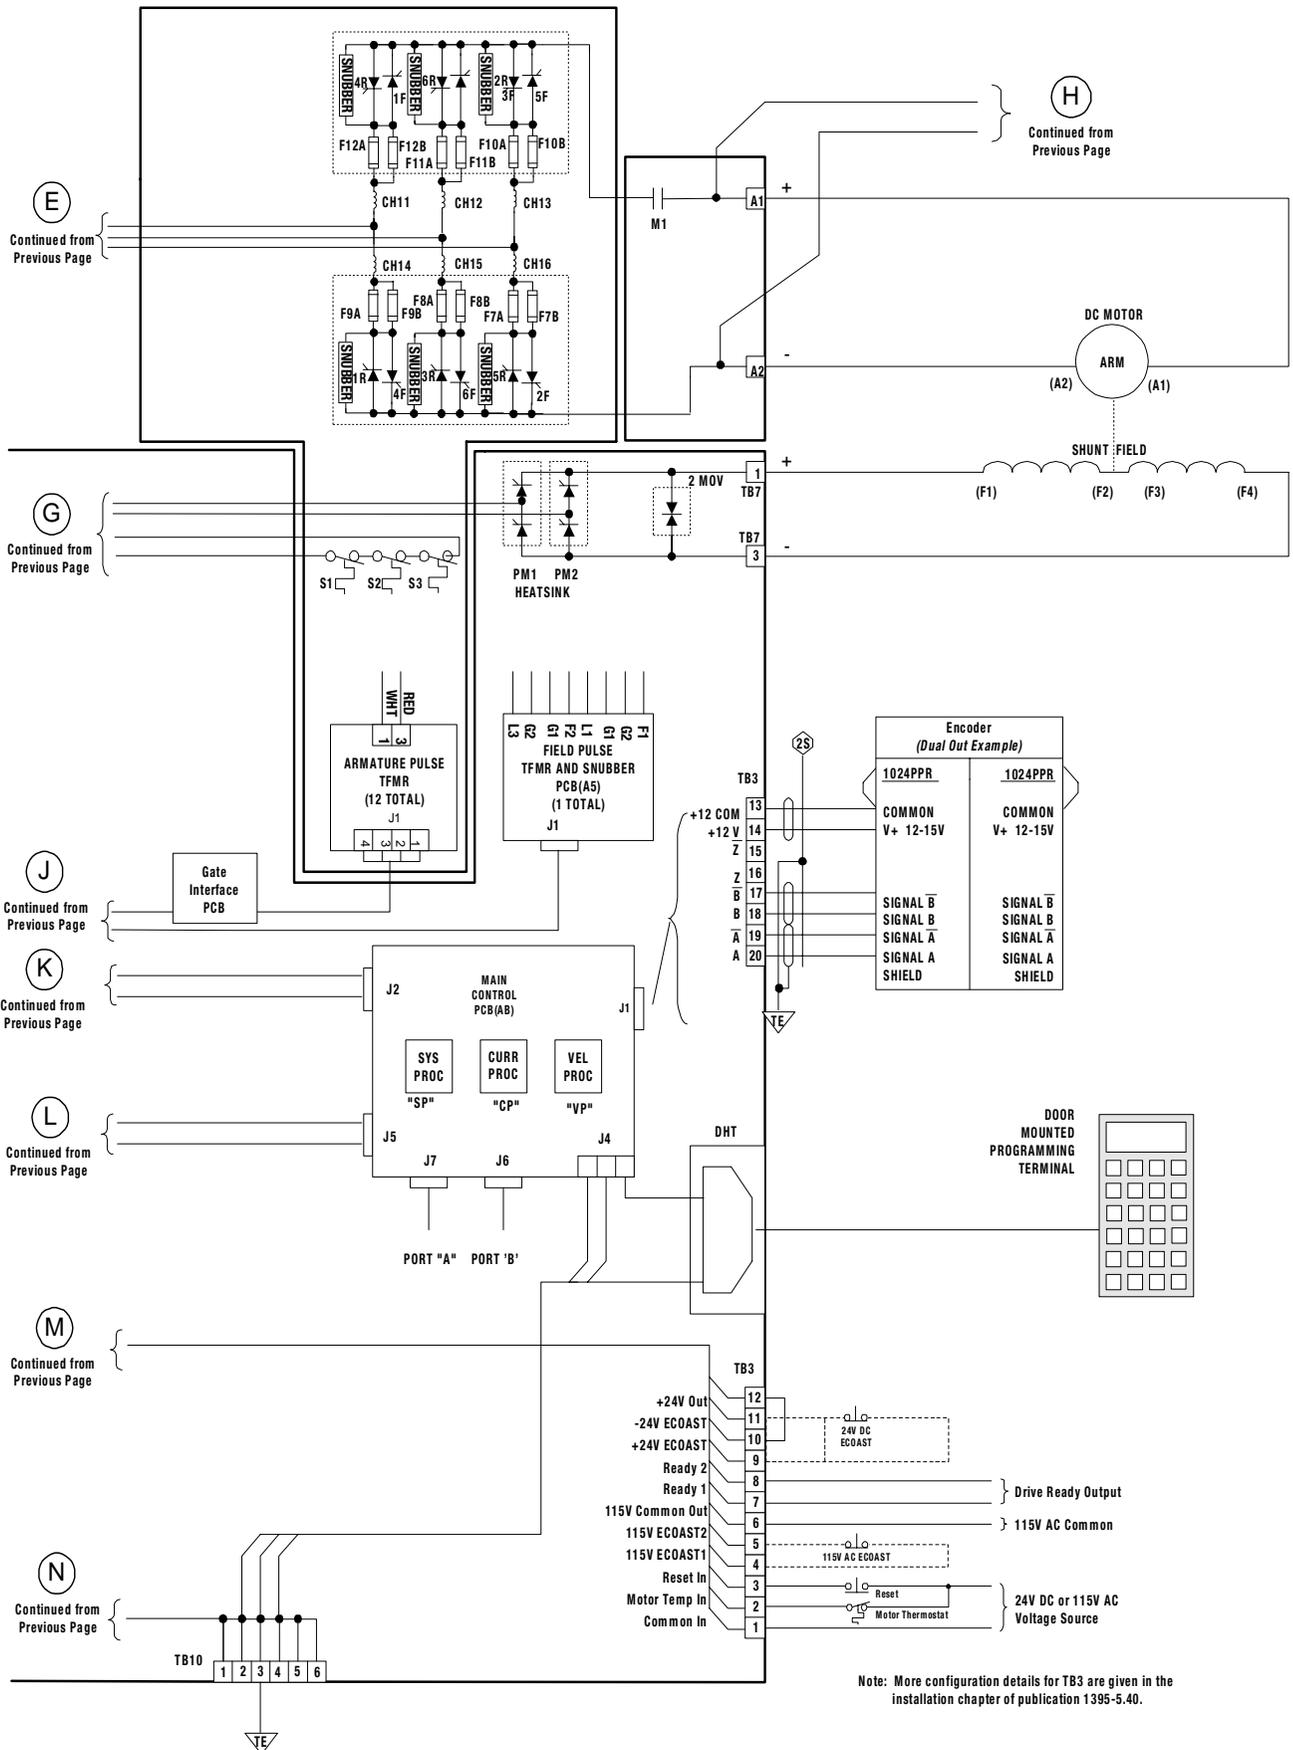 SNUBBER
4R
1F
SNUBBER
6R
SNUBBER
2R
3F
5F
F12A
F12B
F11A
F11B
F10A
F10B
H
Continued from
Previous Page
E
Continued from
Previous Page
CH11
CH12
CH13
M1
A1
+
CH14
CH15
CH16
F9A
F9B
F8A
F8B
F7A
F7B
SNUBBER
1R
4F
SNUBBER
3R
6F
SNUBBER
5R
2F
A2
-
DC MOTOR
ARM
(A2)
(A1)
SHUNT FIELD
(F1)
(F2)
(F3)
(F4)
G
Continued from
Previous Page
1
+
2 MOV
TB7
TB7
3
-
S1
S2
S3
PM1
PM2
HEATSINK
WHT
RED
1
3
ARMATURE PULSE
TFMR
(12 TOTAL)
J1
4
3
2
1
L3
G2
G1
F2
L1
G1
G2
F1
FIELD PULSE
TFMR AND SNUBBER
PCB(A5)
(1 TOTAL)
J1
2S
Encoder
(Dual Out Example)
1024PPR
1024PPR
COMMON
COMMON
V+ 12-15V
V+ 12-15V
SIGNAL B̅
SIGNAL B̅
SIGNAL B
SIGNAL B
SIGNAL A̅
SIGNAL A̅
SIGNAL A
SIGNAL A
SHIELD
SHIELD
TB3
+12 COM 13
+12 V 14
Z̅ 15
Z 16
B̅ 17
B 18
A̅ 19
A 20
TE
J
Continued from
Previous Page
Gate
Interface
PCB
K
Continued from
Previous Page
J2
MAIN
CONTROL
PCB(AB)
J1
SYS
PROC
CURR
PROC
VEL
PROC
"SP"
"CP"
"VP"
L
Continued from
Previous Page
J5
J7
J6
J4
PORT "A"
PORT 'B'
DHT
DOOR
MOUNTED
PROGRAMMING
TERMINAL
M
Continued from
Previous Page
TB3
12
+24V Out
11
-24V ECOAST
10
+24V ECOAST
9
Ready 2
8
Ready 1
7
115V Common Out
6
115V ECOAST2
5
115V ECOAST1
4
Reset In
3
Motor Temp In
2
Common In
1
24V DC
ECOAST
Drive Ready Output
115V AC Common
115V AC ECOAST
Reset
Motor Thermostat
24V DC or 115V AC
Voltage Source
N
Continued from
Previous Page
TB10
1
2
3
4
5
6
TE
Note: More configuration details for TB3 are given in the
installation chapter of publication 1395-5.40.